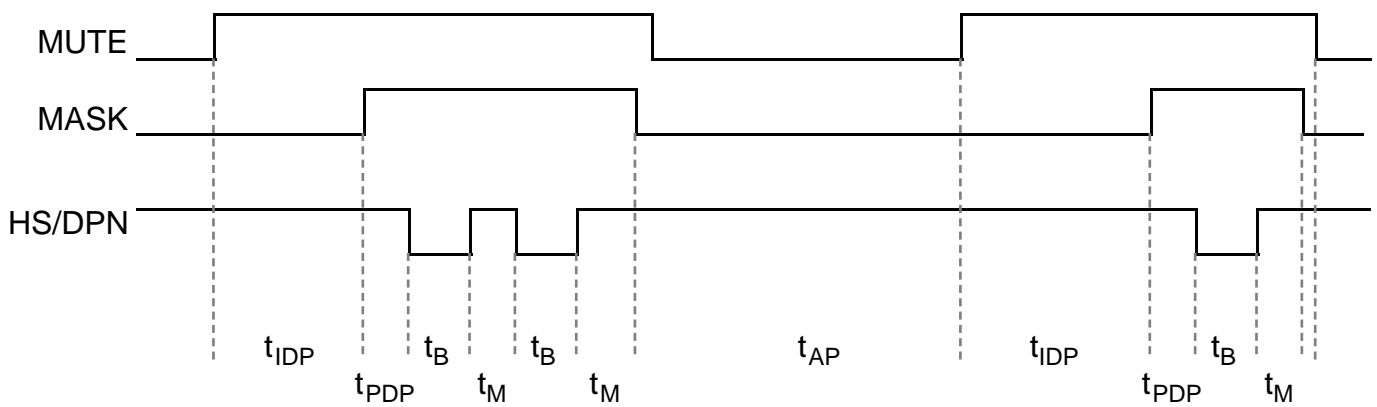 MUTE
MASK
HS/DPN
tIDP tB tB tAP tIDP tB
tPDP tM tM tPDP tM